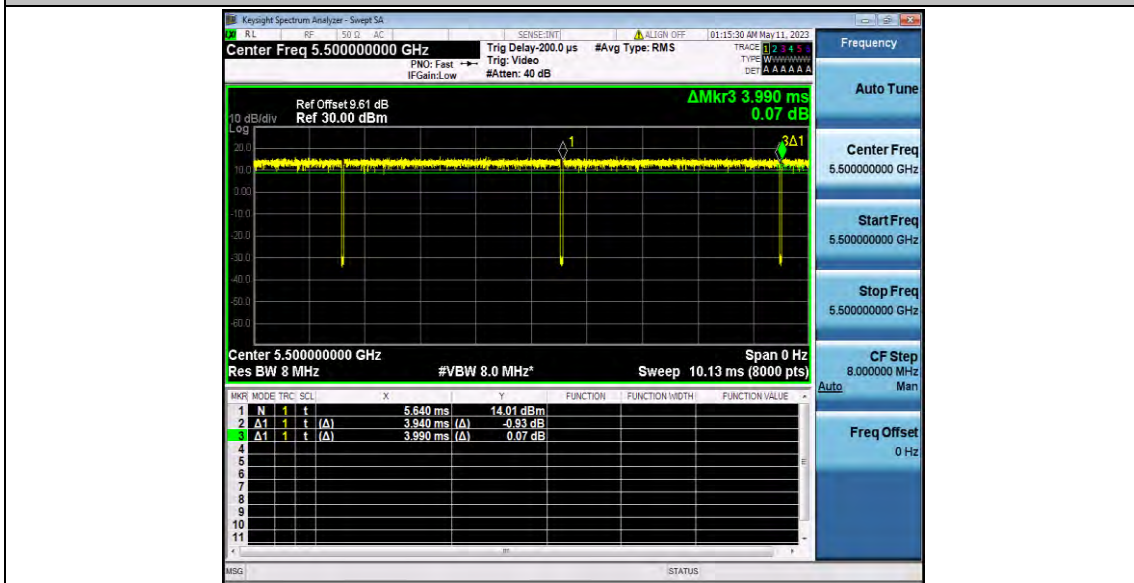 Keysight Spectrum Analyzer - Swept SA
RL RF 50 Ω AC SENSE:INT ALIGN OFF 01:15:30 AM May 11, 2023
Center Freq 5.500000000 GHz
Trig Delay-200.0 µs #Avg Type: RMS TRACE 1 2 3 4 5 6
PNO: Fast Trig: Video TYPE WWWWWW
IFGain:Low #Atten: 40 dB DET A A A A A A
Frequency
ΔMkr3 3.990 ms
0.07 dB
Ref Offset 9.61 dB
10 dB/div Ref 30.00 dBm
Log
20.0
10.0
0.00
-10.0
-20.0
-30.0
-40.0
-50.0
-60.0
1
3Δ1
Center 5.500000000 GHz Span 0 Hz
Res BW 8 MHz #VBW 8.0 MHz* Sweep 10.13 ms (8000 pts)
MKR MODE TRC SCL X Y FUNCTION FUNCTION WIDTH FUNCTION VALUE
1 N 1 t 5.640 ms 14.01 dBm
2 Δ1 1 t (Δ) 3.940 ms (Δ) -0.93 dB
3 Δ1 1 t (Δ) 3.990 ms (Δ) 0.07 dB
4
5
6
7
8
9
10
11
MSG STATUS
Auto Tune
Center Freq
5.500000000 GHz
Start Freq
5.500000000 GHz
Stop Freq
5.500000000 GHz
CF Step
8.000000 MHz
Auto Man
Freq Offset
0 Hz